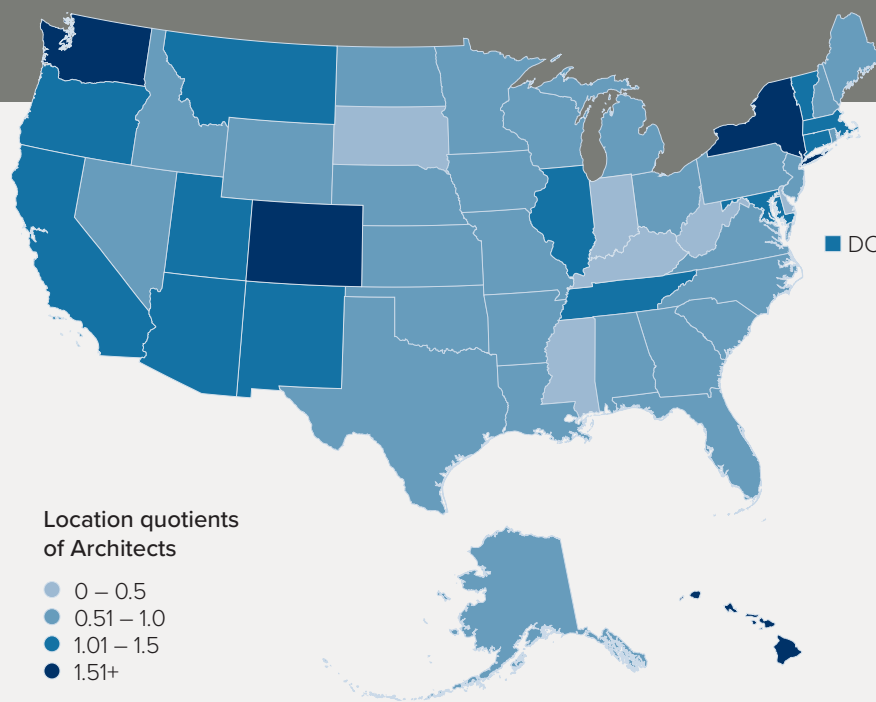 DC
Location quotients
of Architects
0 – 0.5
0.51 – 1.0
1.01 – 1.5
1.51+